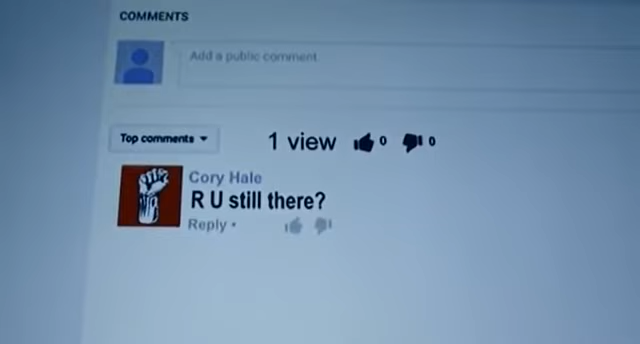 COMMENTS
Add a public comment
Top comments
1 view 0 0
Cory Hale
R U still there?
Reply •